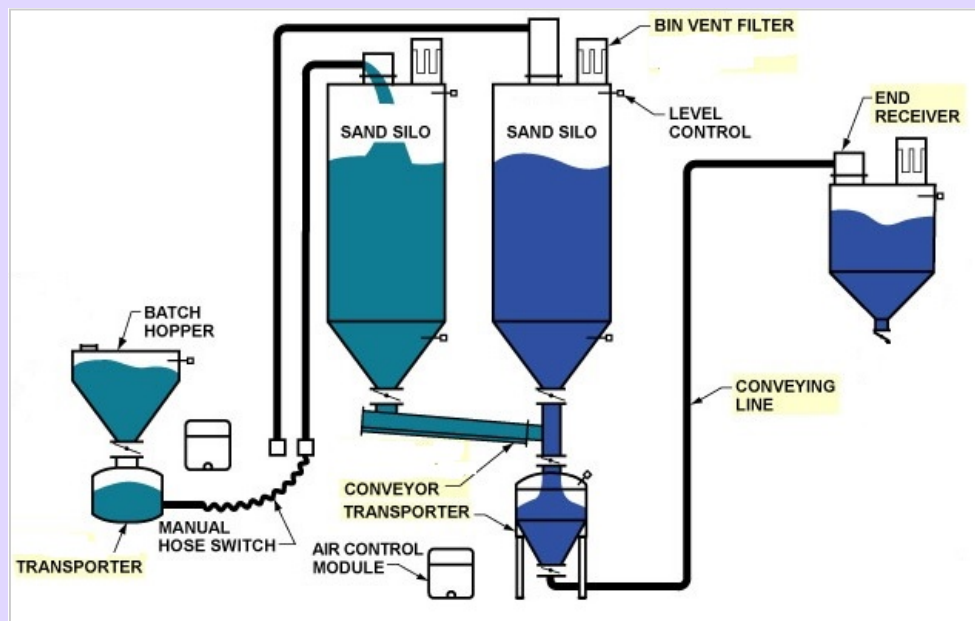 BIN VENT FILTER
LEVEL
CONTROL
END
RECEIVER
SAND SILO
SAND SILO
BATCH
HOPPER
CONVEYING
LINE
CONVEYOR
TRANSPORTER
MANUAL
HOSE SWITCH
TRANSPORTER
AIR CONTROL
MODULE